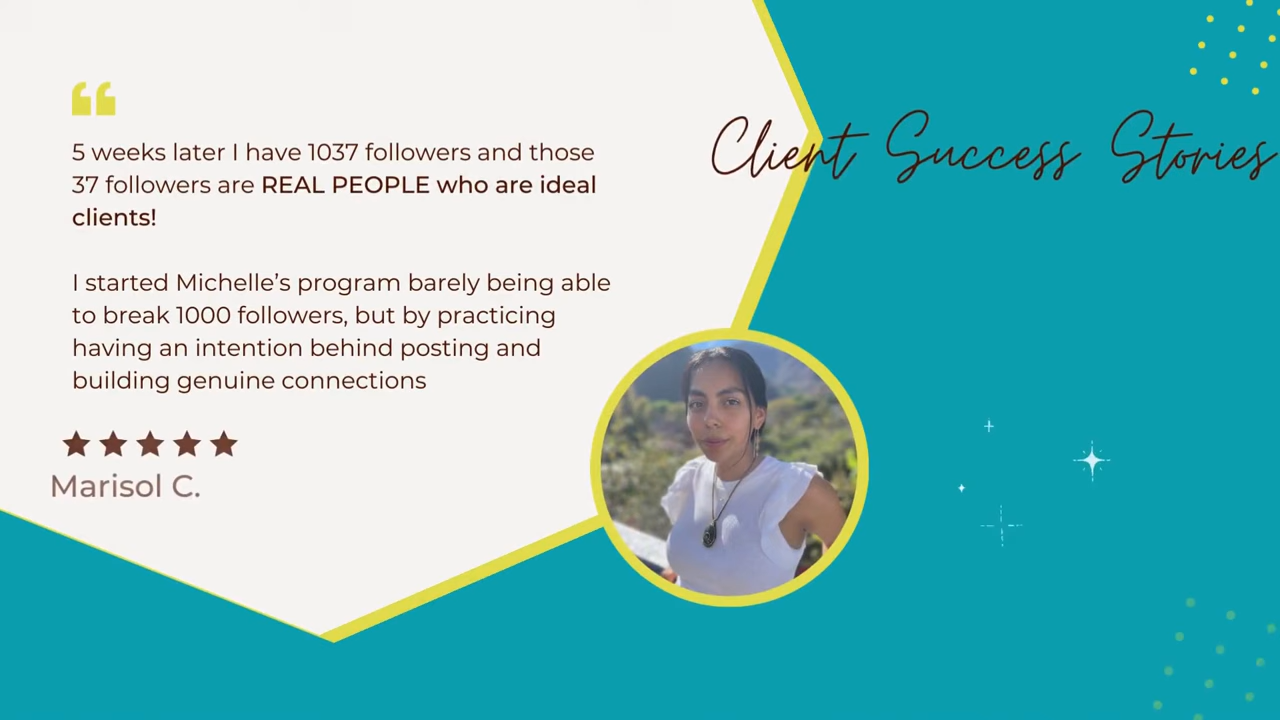 Client Success Stories
5 weeks later I have 1037 followers and those
37 followers are REAL PEOPLE who are ideal
clients!
I started Michelle’s program barely being able
to break 1000 followers, but by practicing
having an intention behind posting and
building genuine connections
Marisol C.